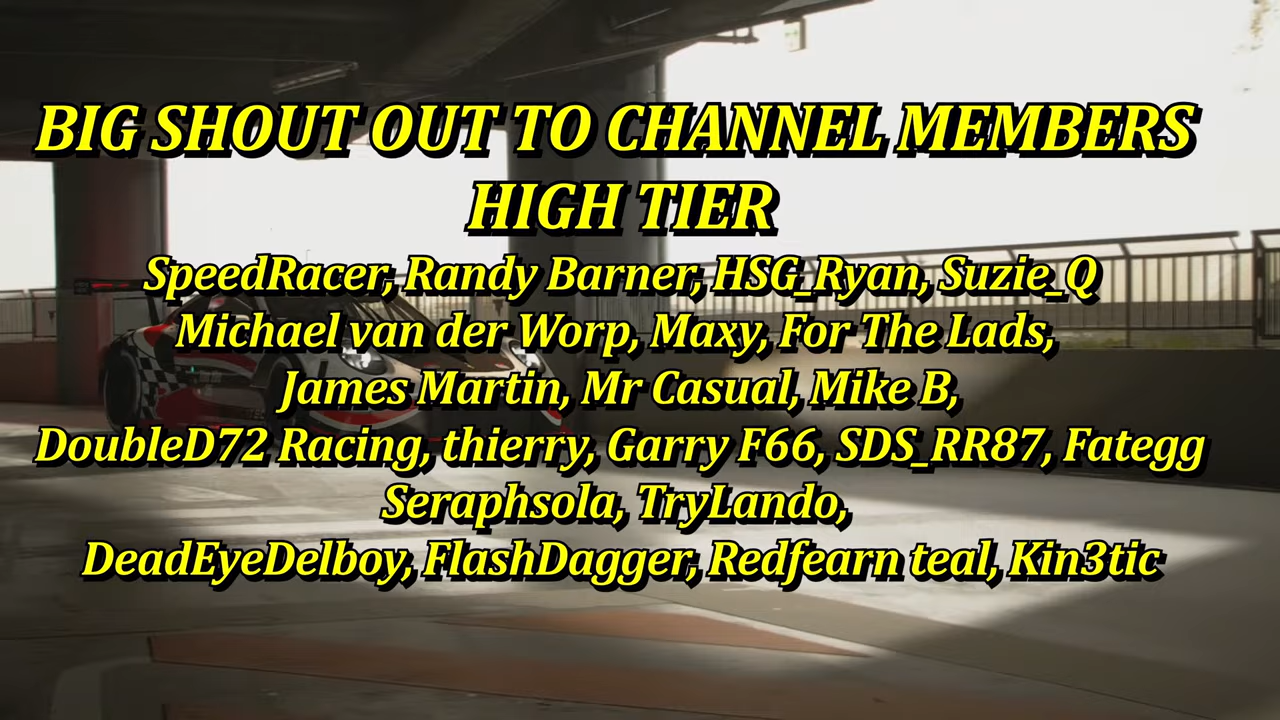 BIG SHOUT OUT TO CHANNEL MEMBERS
HIGH TIER
SpeedRacer, Randy Barner, HSG_Ryan, Suzie_Q
Michael van der Worp, Maxy, For The Lads,
James Martin, Mr Casual, Mike B,
DoubleD72 Racing, thierry, Garry F66, SDS_RR87, Fategg
Seraphsola, TryLando,
DeadEyeDelboy, FlashDagger, Redfearn teal, Kin3tic